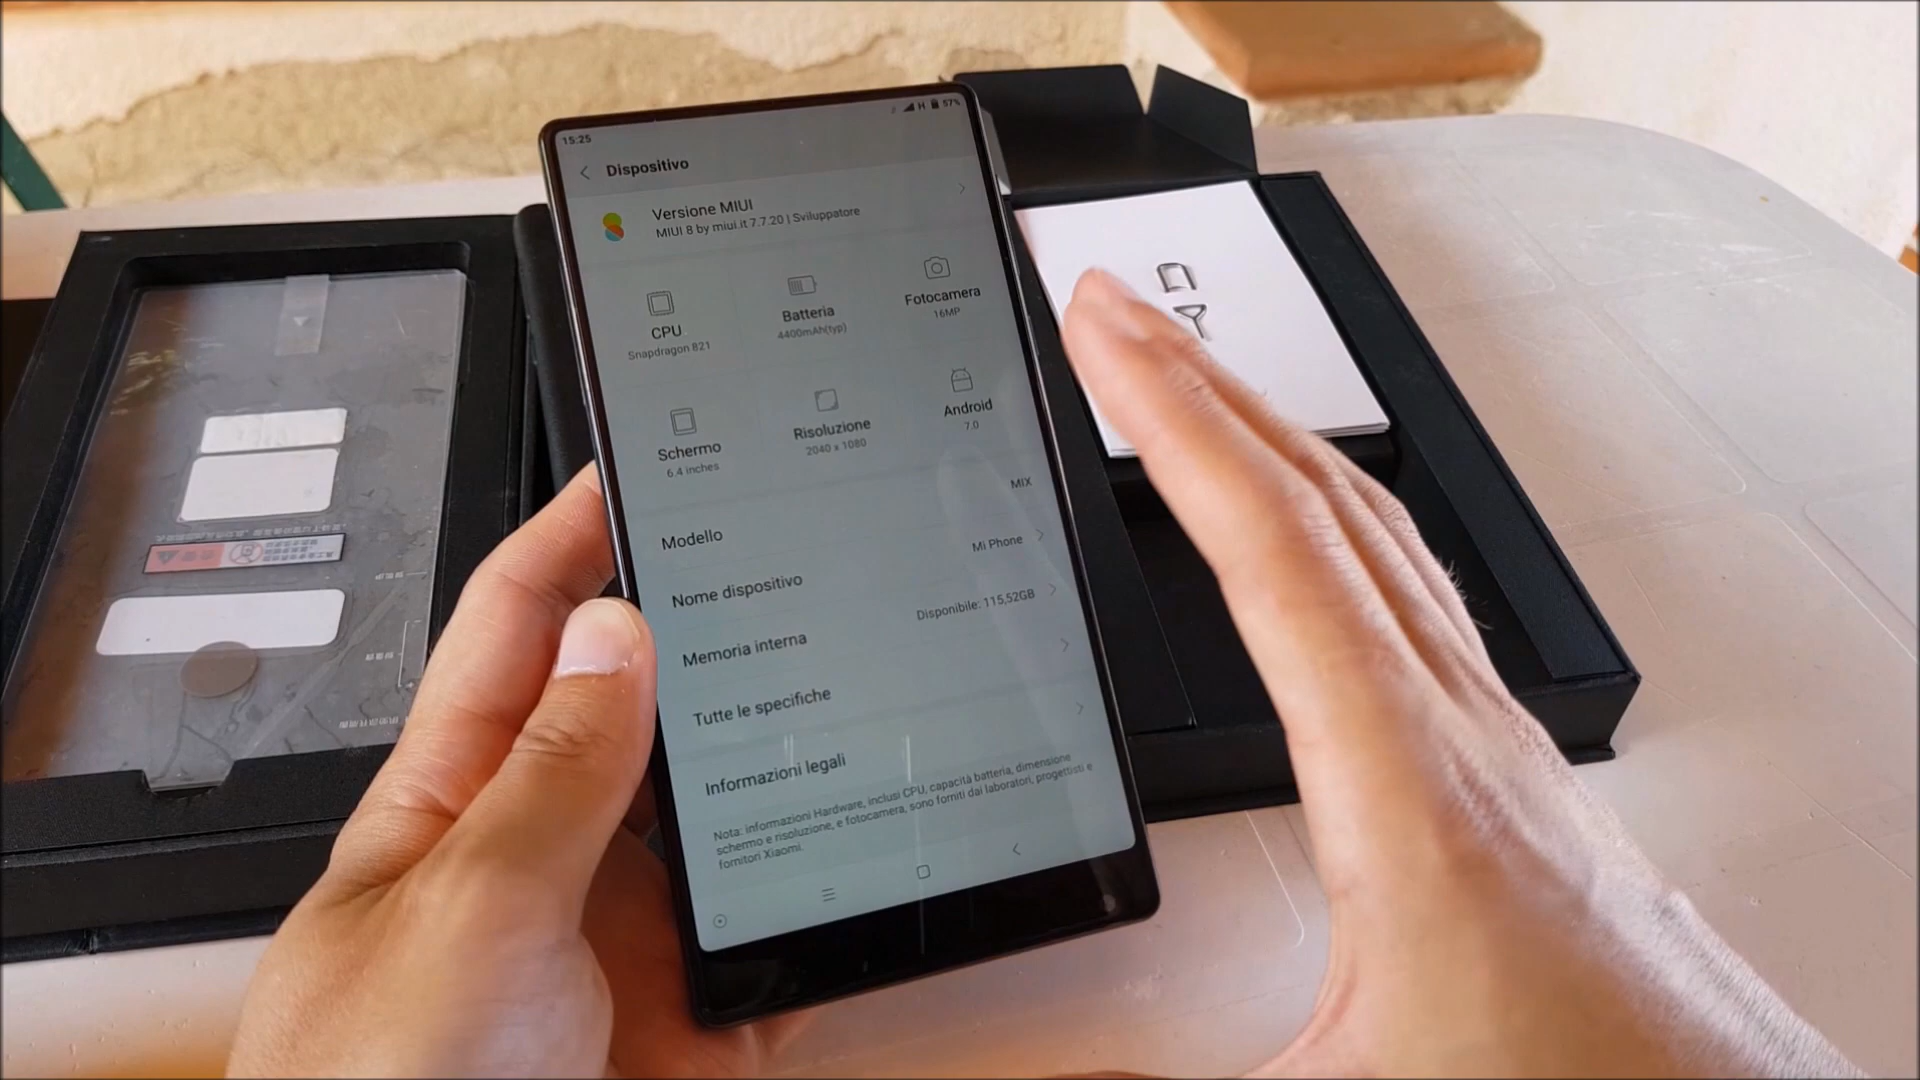 15:25
H 57%
Dispositivo
Versione MIUI
MIUI 8 by miui.it 7.7.20 | Sviluppatore
CPU
Snapdragon 821
Batteria
4400mAh(typ)
Fotocamera
16MP
Schermo
6.4 inches
Risoluzione
2040 x 1080
Android
7.0
Modello
MIX
Nome dispositivo
Mi Phone
Memoria interna
Disponibile: 115,52GB
Tutte le specifiche
Informazioni legali
Nota: informazioni Hardware, inclusi CPU, capacità batteria, dimensione
schermo e risoluzione, e fotocamera, sono forniti dai laboratori, progettisti e
fornitori Xiaomi.